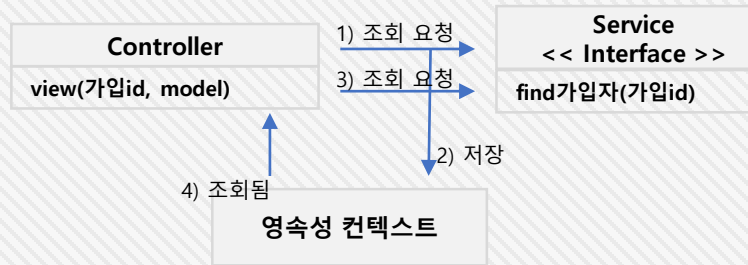 Controller
view(가입id, model)
1) 조회 요청
3) 조회 요청
Service
<< Interface >>
find가입자(가입id)
2) 저장
4) 조회됨
영속성 컨텍스트